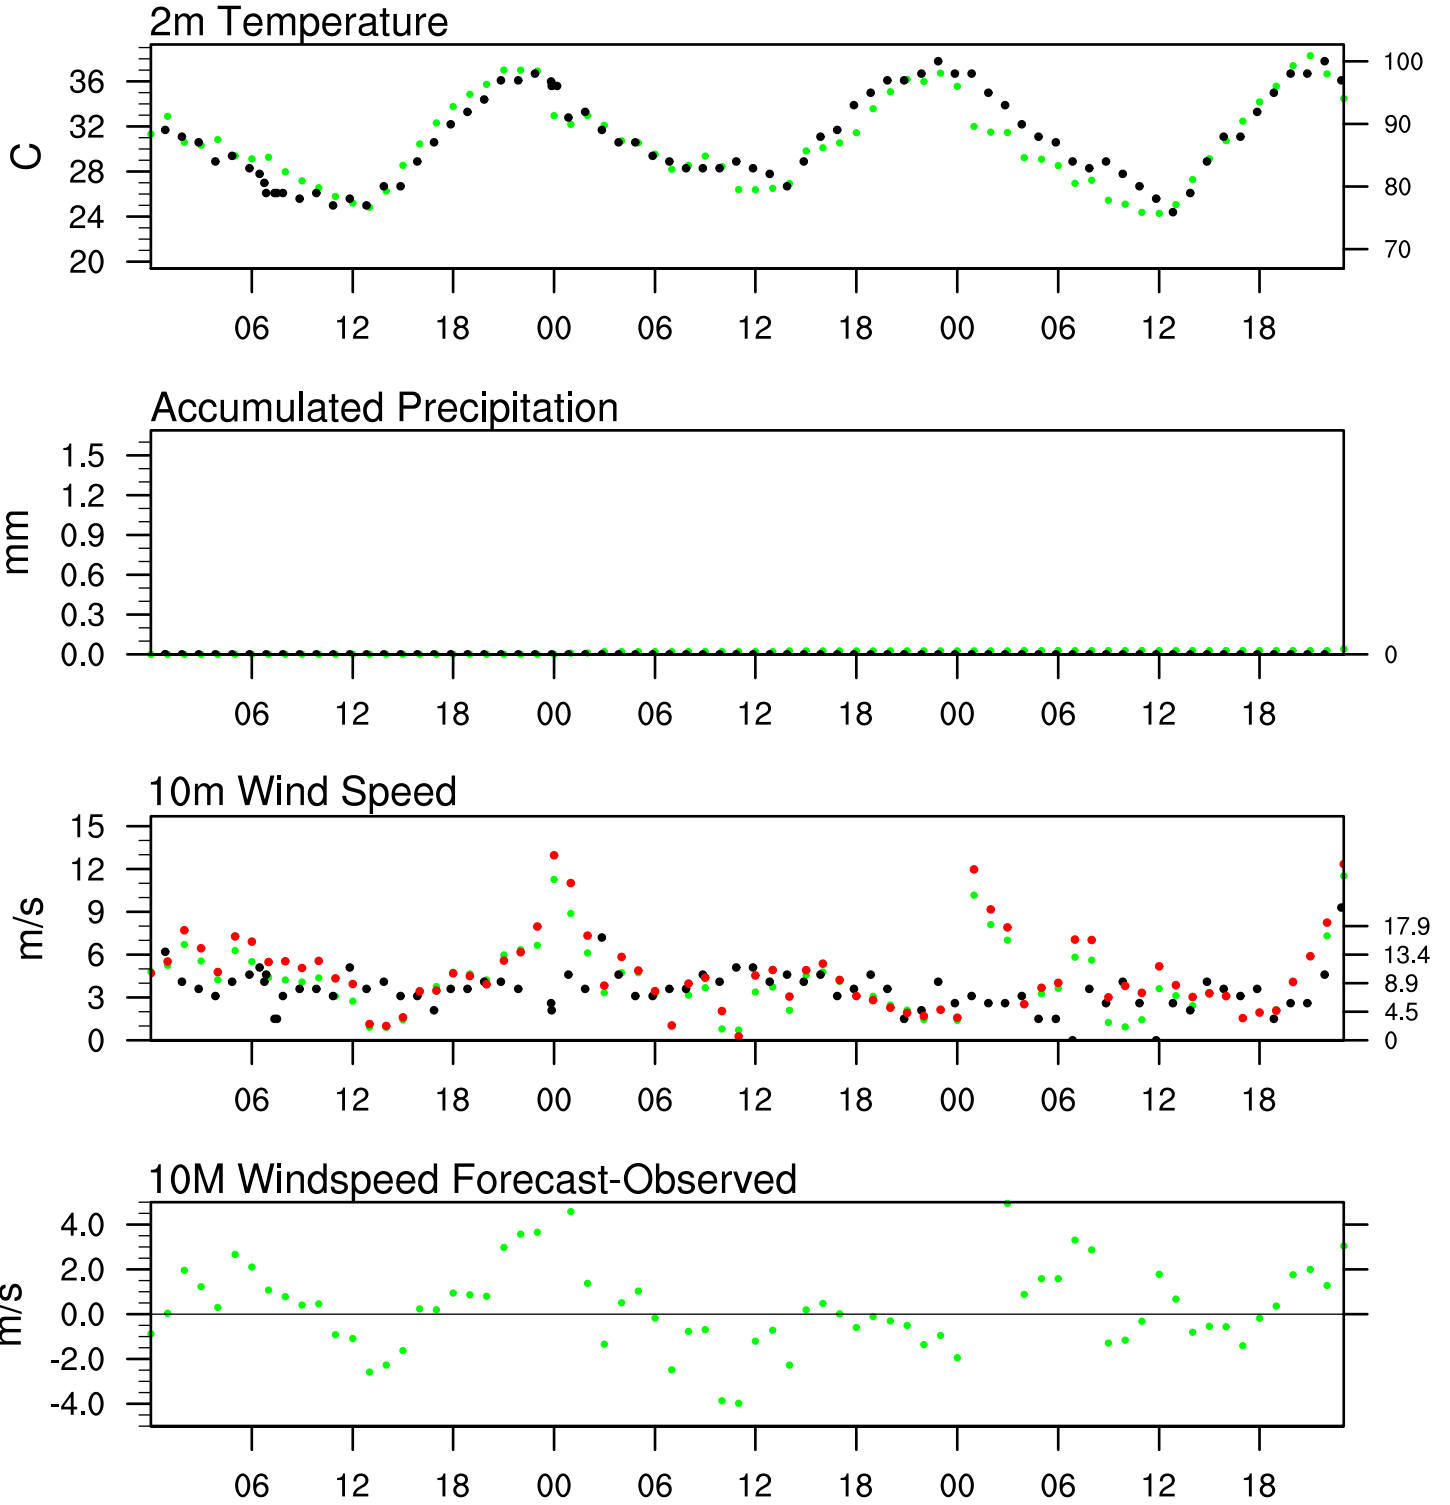 2m Temperature
C
36
32
28
24
20
100
90
80
70
06 12 18 00 06 12 18 00 06 12 18
Accumulated Precipitation
mm
1.5
1.2
0.9
0.6
0.3
0.0
0
06 12 18 00 06 12 18 00 06 12 18
10m Wind Speed
m/s
15
12
9
6
3
0
17.9
13.4
8.9
4.5
0
06 12 18 00 06 12 18 00 06 12 18
10M Windspeed Forecast-Observed
m/s
4.0
2.0
0.0
-2.0
-4.0
06 12 18 00 06 12 18 00 06 12 18